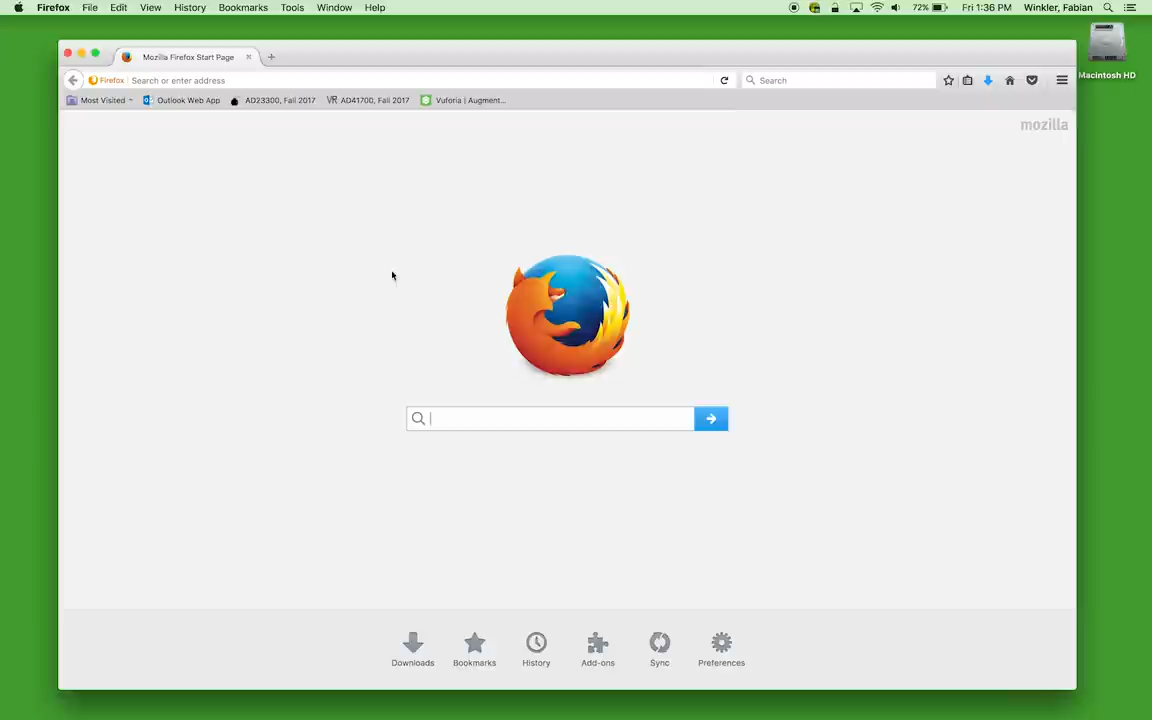 Firefox File Edit View History Bookmarks Tools Window Help 72% Fri 1:36 PM Winkler, Fabian
Mozilla Firefox Start Page
Firefox Search or enter address Search
Macintosh HD
Most Visited Outlook Web App AD23300, Fall 2017 VR AD41700, Fall 2017 Vuforia | Augment...
mozilla
Downloads Bookmarks History Add-ons Sync Preferences